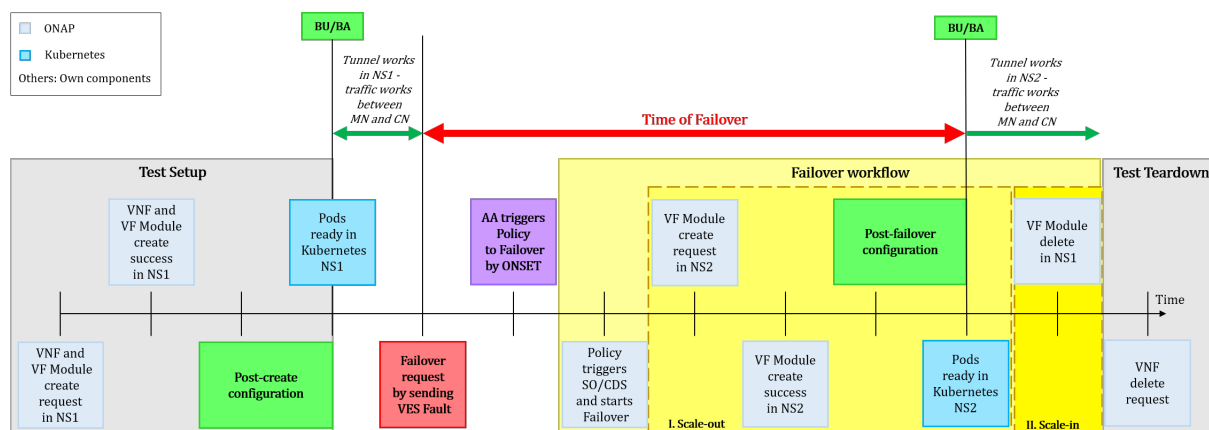 ONAP
Kubernetes
Others: Own components
BU/BA
Tunnel works
in NS1 -
traffic works
between
MN and CN
Time of Failover
BU/BA
Tunnel works
in NS2 -
traffic works
between
MN and CN
Test Setup
Failover workflow
Test Teardown
VNF and
VF Module
create
success
in NS1
Pods
ready in
Kubernetes
NS1
AA triggers
Policy
to Failover
by ONSET
VF Module
create
request
in NS2
Post-failover
configuration
VF Module
delete
in NS1
Time
VNF and
VF Module
create
request
in NS1
Post-create
configuration
Failover
request
by sending
VES Fault
Policy
triggers
SO/CDS
and starts
Failover
VF Module
create
success
in NS2
Pods
ready in
Kubernetes
NS2
VNF
delete
request
I. Scale-out
II. Scale-in